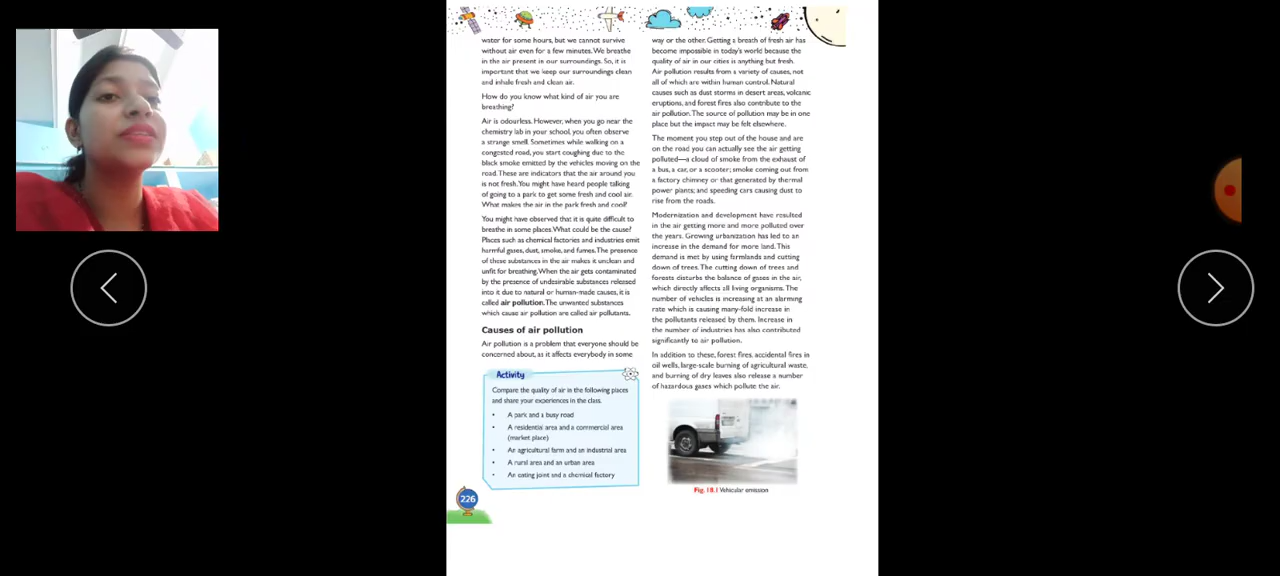 water for some hours, but we cannot survive
without air even for a few minutes. We breathe
in the air present in our surroundings. So, it is
important that we keep our surroundings clean
and inhale fresh and clean air.
How do you know what kind of air you are
breathing?
Air is odourless. However, when you go near the
chemistry lab in your school, you often observe
a strange smell. Sometimes while walking on a
congested road, you start coughing due to the
black smoke emitted by the vehicles moving on the
road. These are indicators that the air around you
is not fresh. You might have heard people talking
of going to a park to get some fresh and cool air.
What makes the air in the park fresh and cool?
You might have observed that it is quite difficult to
breathe in some places. What could be the cause?
Places such as chemical factories and industries emit
harmful gases, dust, smoke, and fumes. The presence
of these substances in the air makes it unclean and
unfit for breathing. When the air gets contaminated
by the presence of undesirable substances released
into it due to natural or human-made causes, it is
called air pollution. The unwanted substances
which cause air pollution are called air pollutants.
Causes of air pollution
Air pollution is a problem that everyone should be
concerned about, as it affects everybody in some
Activity
Compare the quality of air in the following places
and share your experiences in the class.
• A park and a busy road
• A residential area and a commercial area
(market place)
• An agricultural farm and an industrial area
• A rural area and an urban area
• An eating joint and a chemical factory
226
way or the other. Getting a breath of fresh air has
become impossible in today's world because the
quality of air in our cities is anything but fresh.
Air pollution results from a variety of causes, not
all of which are within human control. Natural
causes such as dust storms in desert areas, volcanic
eruptions, and forest fires also contribute to the
air pollution. The source of pollution may be in one
place but the impact may be felt elsewhere.
The moment you step out of the house and are
on the road you can actually see the air getting
polluted—a cloud of smoke from the exhaust of
a bus, a car, or a scooter; smoke coming out from
a factory chimney or that generated by thermal
power plants; and speeding cars causing dust to
rise from the roads.
Modernization and development have resulted
in the air getting more and more polluted over
the years. Growing urbanization has led to an
increase in the demand for more land. This
demand is met by using farmlands and cutting
down of trees. The cutting down of trees and
forests disturbs the balance of gases in the air,
which directly affects all living organisms. The
number of vehicles is increasing at an alarming
rate which is causing many-fold increase in
the pollutants released by them. Increase in
the number of industries has also contributed
significantly to air pollution.
In addition to these, forest fires, accidental fires in
oil wells, large-scale burning of agricultural waste,
and burning of dry leaves also release a number
of hazardous gases which pollute the air.
Fig. 18.1 Vehicular emission